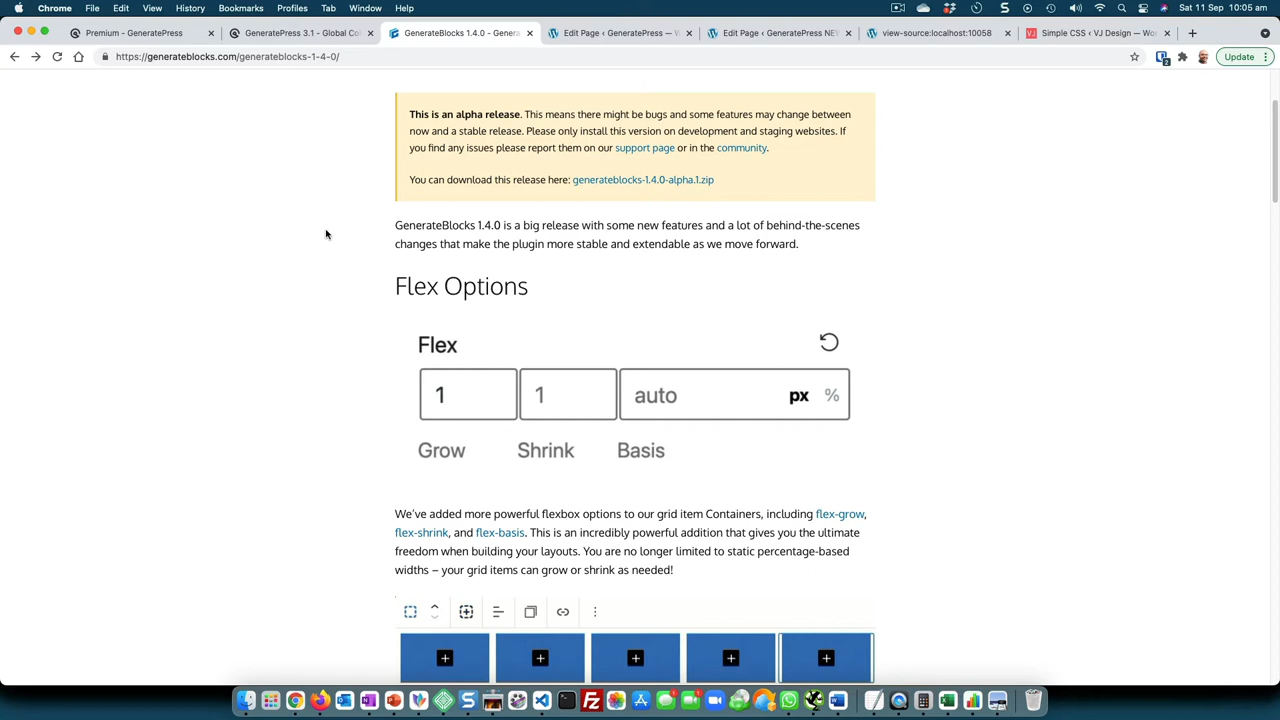 Chrome File Edit View History Bookmarks Profiles Tab Window Help Sat 11 Sep 10:05 am
Premium - GeneratePress
GeneratePress 3.1 - Global Co
GenerateBlocks 1.4.0 - Genera
Edit Page ‹ GeneratePress — W
Edit Page ‹ GeneratePress NE
view-source:localhost:10058
Simple CSS ‹ VJ Design — Wo
https://generateblocks.com/generateblocks-1-4-0/
2
Update
This is an alpha release. This means there might be bugs and some features may change between
now and a stable release. Please only install this version on development and staging websites. If
you find any issues please report them on our support page or in the community.
You can download this release here: generateblocks-1.4.0-alpha.1.zip
GenerateBlocks 1.4.0 is a big release with some new features and a lot of behind-the-scenes
changes that make the plugin more stable and extendable as we move forward.
Flex Options
Flex
1 1 auto px %
Grow Shrink Basis
We’ve added more powerful flexbox options to our grid item Containers, including flex-grow,
flex-shrink, and flex-basis. This is an incredibly powerful addition that gives you the ultimate
freedom when building your layouts. You are no longer limited to static percentage-based
widths – your grid items can grow or shrink as needed!